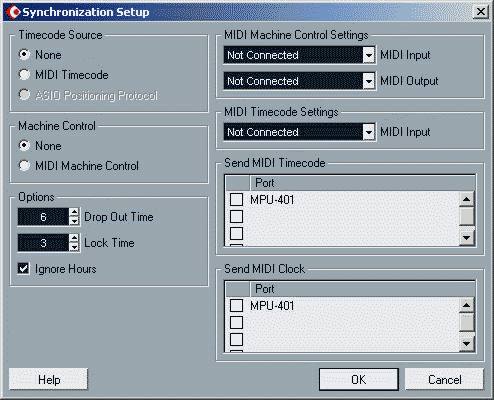 Synchronization Setup
Timecode Source
None
MIDI Timecode
ASIO Positioning Protocol
Machine Control
None
MIDI Machine Control
Options
6 Drop Out Time
3 Lock Time
Ignore Hours
MIDI Machine Control Settings
Not Connected MIDI Input
Not Connected MIDI Output
MIDI Timecode Settings
Not Connected MIDI Input
Send MIDI Timecode
Port
MPU-401
Send MIDI Clock
Port
MPU-401
Help
OK
Cancel